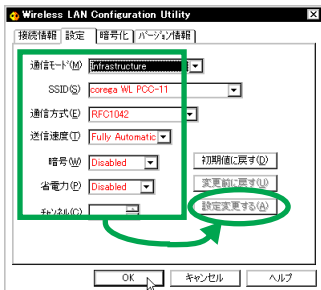 Wireless LAN Configuration Utility
接続情報 設定 暗号化 バージョン情報
通信モード(M) Infrastructure
SSID(S) corega WL PCC-11
通信方式(E) RFC1042
送信速度(T) Fully Automatic
暗号(W) Disabled 初期値に戻す(D)
省電力(P) Disabled 変更前に戻す(U)
チャンネル(C) 設定変更する(A)
OK キャンセル ヘルプ